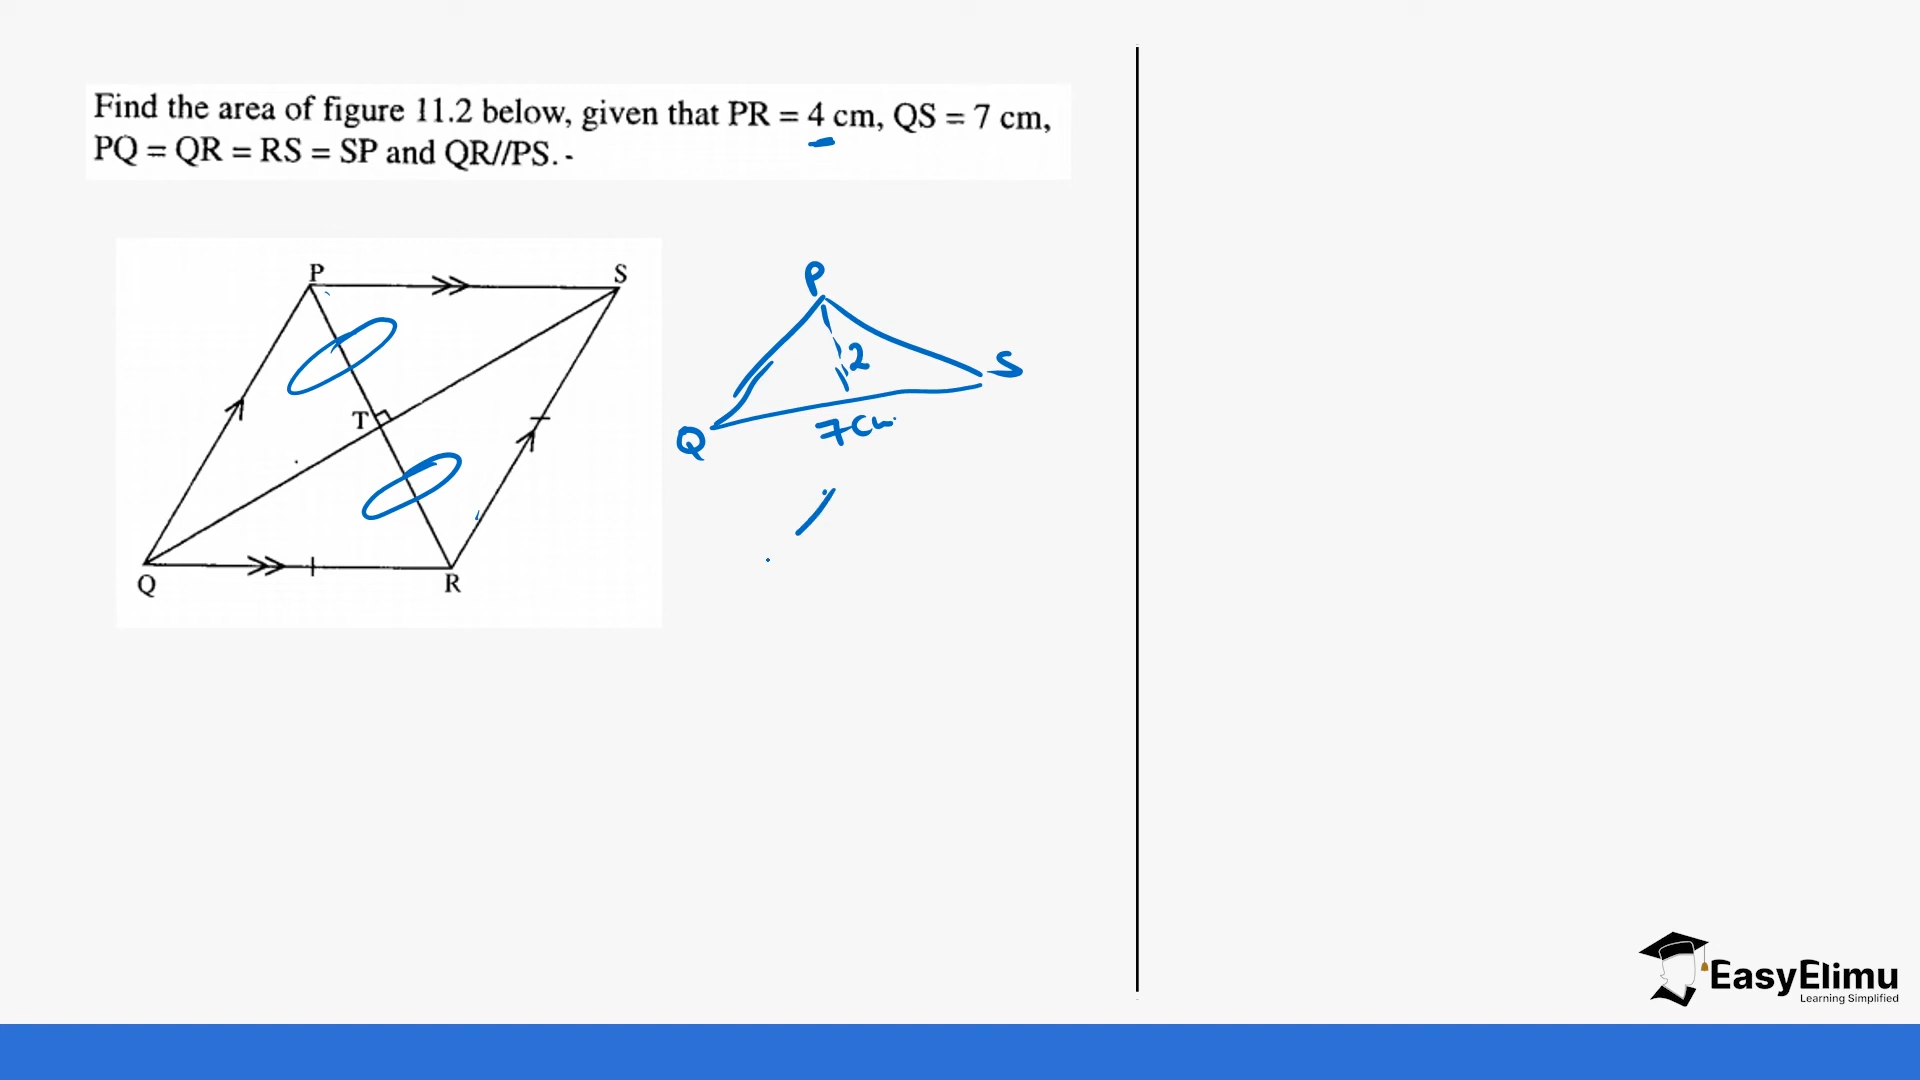 Find the area of figure 11.2 below, given that PR = 4 cm, QS = 7 cm,
PQ = QR = RS = SP and QR//PS. -
P
S
T
Q
R
P
2
S
Q
7cm
EasyElimu
Learning Simplified